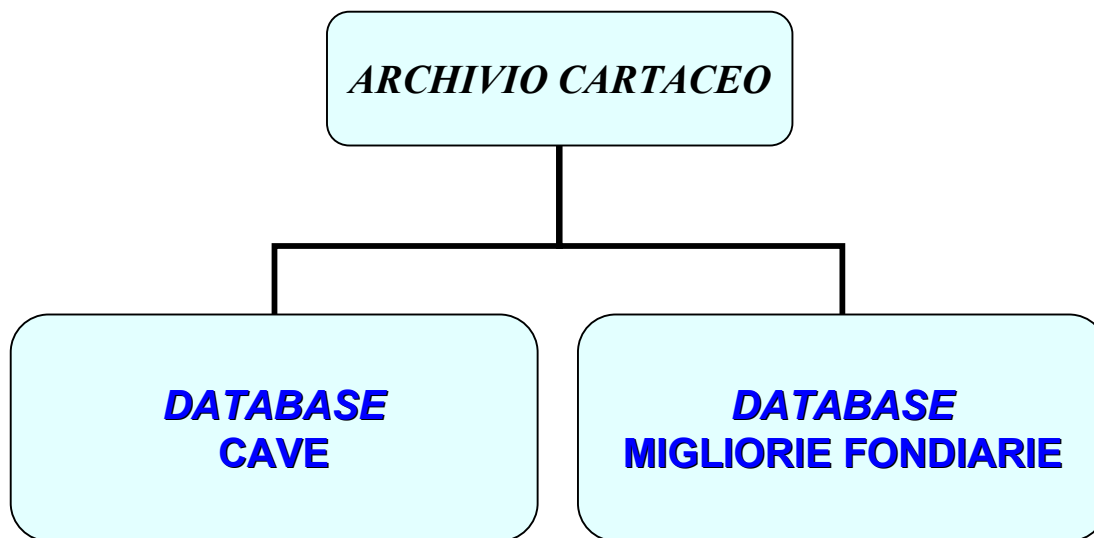 ARCHIVIO CARTACEO
DATABASE
CAVE
DATABASE
MIGLIORIE FONDIARIE